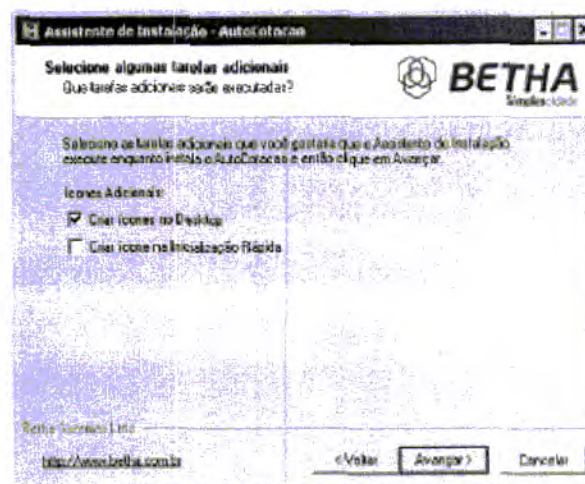 Assistente de Instalação - AutoCotacao
Selecione algumas tarefas adicionais
Que tarefas adicionais serão executadas?
BETHA
Simplescidade
Selecione as tarefas adicionais que você gostaria que o Assistente de Instalação
execute enquanto instala o AutoCotacao e então clique em Avançar.
Ícones Adicionais:
Criar ícones no Desktop
Criar ícone na Inicialização Rápida
Betha Sistemas Ltda
http://www.betha.com.br
<Voltar
Avançar>
Cancelar